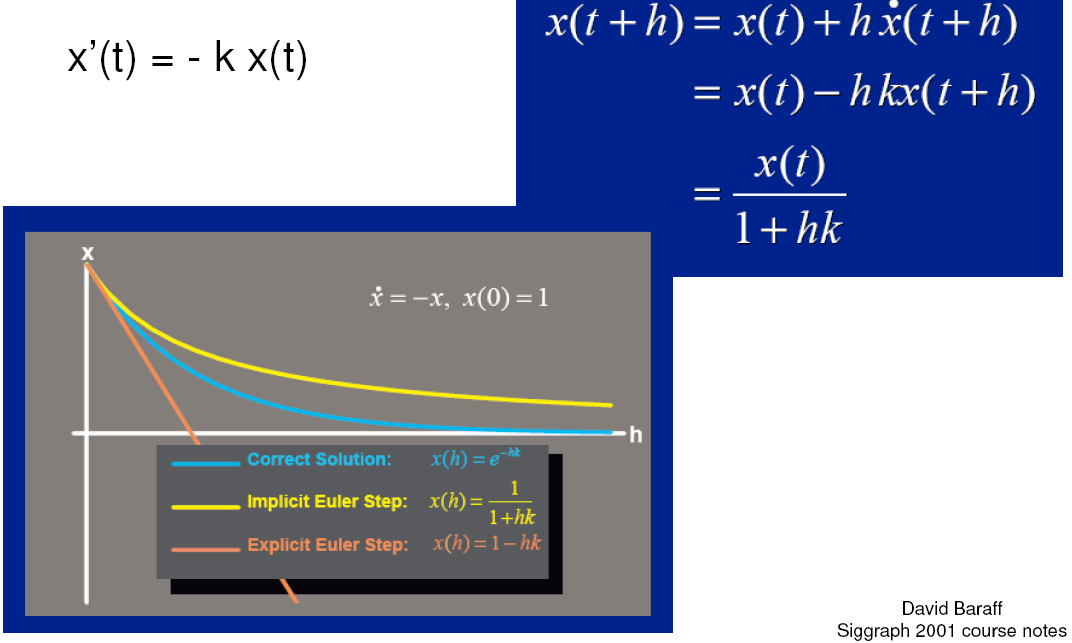 x’(t) = - k x(t)
x(t + h) = x(t) + h ẋ(t + h)
= x(t) − h kx(t + h)
= x(t) / 1 + hk
x
ẋ = −x, x(0) = 1
h
Correct Solution: x(h) = e^−hk
Implicit Euler Step: x(h) = 1 / 1+hk
Explicit Euler Step: x(h) = 1 − hk
David Baraff
Siggraph 2001 course notes